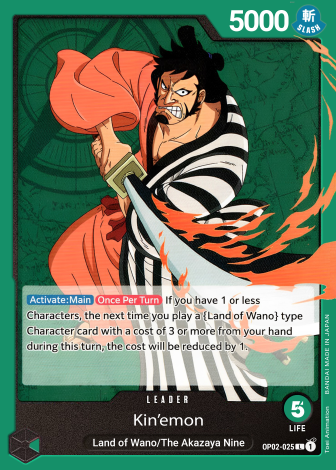 5000
斬
SLASH
Activate:Main Once Per Turn If you have 1 or less
Characters, the next time you play a {Land of Wano} type
Character card with a cost of 3 or more from your hand
during this turn, the cost will be reduced by 1.
LEADER
Kin'emon
Land of Wano/The Akazaya Nine
5
LIFE
OP02-025 L 1
Toei Animation BANDAI MADE IN JAPAN